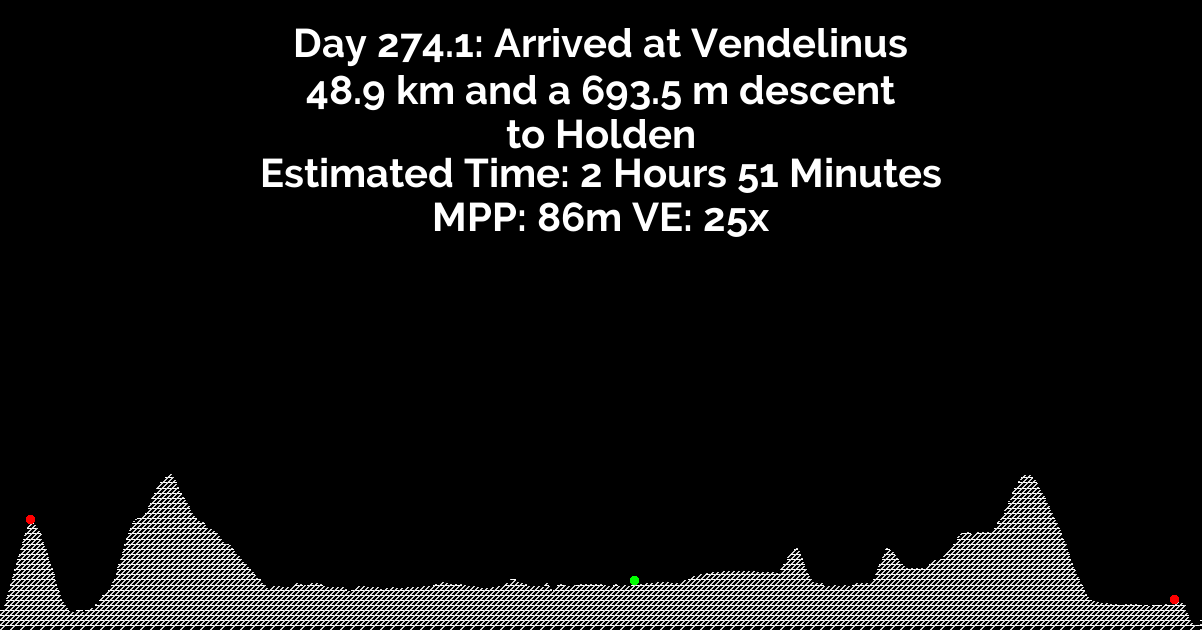 Day 274.1: Arrived at Vendelinus
48.9 km and a 693.5 m descent
to Holden
Estimated Time: 2 Hours 51 Minutes
MPP: 86m VE: 25x